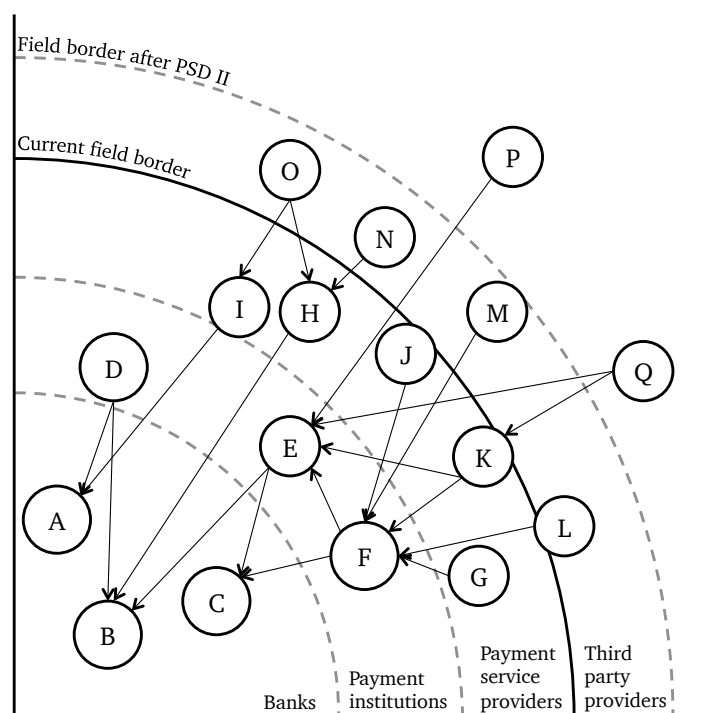 Field border after PSD II
Current field border
P
O
N
I
H
M
J
D
Q
E
K
A
L
F
G
C
B
Payment
service
providers
Third
party
providers
Payment
institutions
Banks